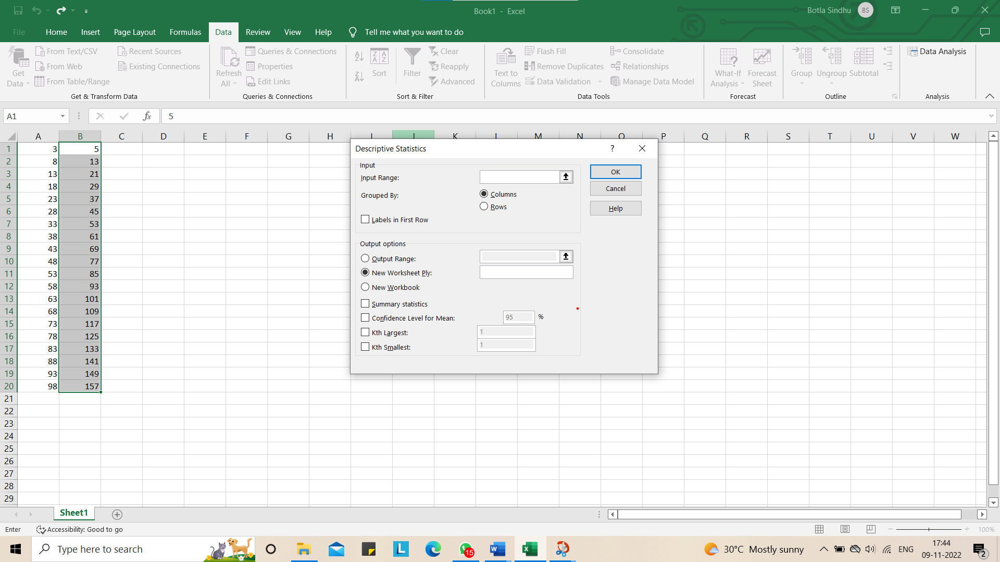 Book1 - Excel
Botla Sindhu BS
File Home Insert Page Layout Formulas Data Review View Help Tell me what you want to do
Get Data
From Text/CSV
From Web
From Table/Range
Recent Sources
Existing Connections
Get & Transform Data
Refresh All
Queries & Connections
Properties
Edit Links
Queries & Connections
Sort
Filter
Clear
Reapply
Advanced
Sort & Filter
Text to Columns
Flash Fill
Remove Duplicates
Data Validation
Consolidate
Relationships
Manage Data Model
Data Tools
What-If Analysis
Forecast Sheet
Forecast
Group
Ungroup
Subtotal
Outline
Data Analysis
Analysis
A1 fx 5
A B C D E F G H I J K L M N O P Q R S T U V W
1 3 5
2 8 13
3 13 21
4 18 29
5 23 37
6 28 45
7 33 53
8 38 61
9 43 69
10 48 77
11 53 85
12 58 93
13 63 101
14 68 109
15 73 117
16 78 125
17 83 133
18 88 141
19 93 149
20 98 157
21
22
23
24
25
26
27
28
29
Descriptive Statistics ?
Input
Input Range:
Grouped By:
Columns
Rows
Labels in First Row
OK
Cancel
Help
Output options
Output Range:
New Worksheet Ply:
New Workbook
Summary statistics
Confidence Level for Mean: 95 %
Kth Largest: 1
Kth Smallest: 1
Sheet1
Enter Accessibility: Good to go 100%
Type here to search
15
30°C Mostly sunny
ENG
17:44
09-11-2022
2